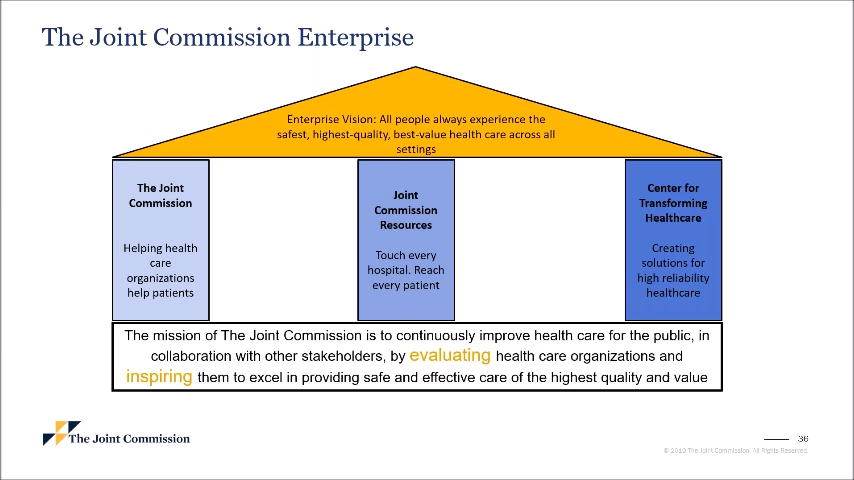 The Joint Commission Enterprise
Enterprise Vision: All people always experience the
safest, highest-quality, best-value health care across all
settings
The Joint
Commission
Helping health
care
organizations
help patients
Joint
Commission
Resources
Touch every
hospital. Reach
every patient
Center for
Transforming
Healthcare
Creating
solutions for
high reliability
healthcare
The mission of The Joint Commission is to continuously improve health care for the public, in
collaboration with other stakeholders, by evaluating health care organizations and
inspiring them to excel in providing safe and effective care of the highest quality and value
The Joint Commission
36
© 2019 The Joint Commission. All Rights Reserved.